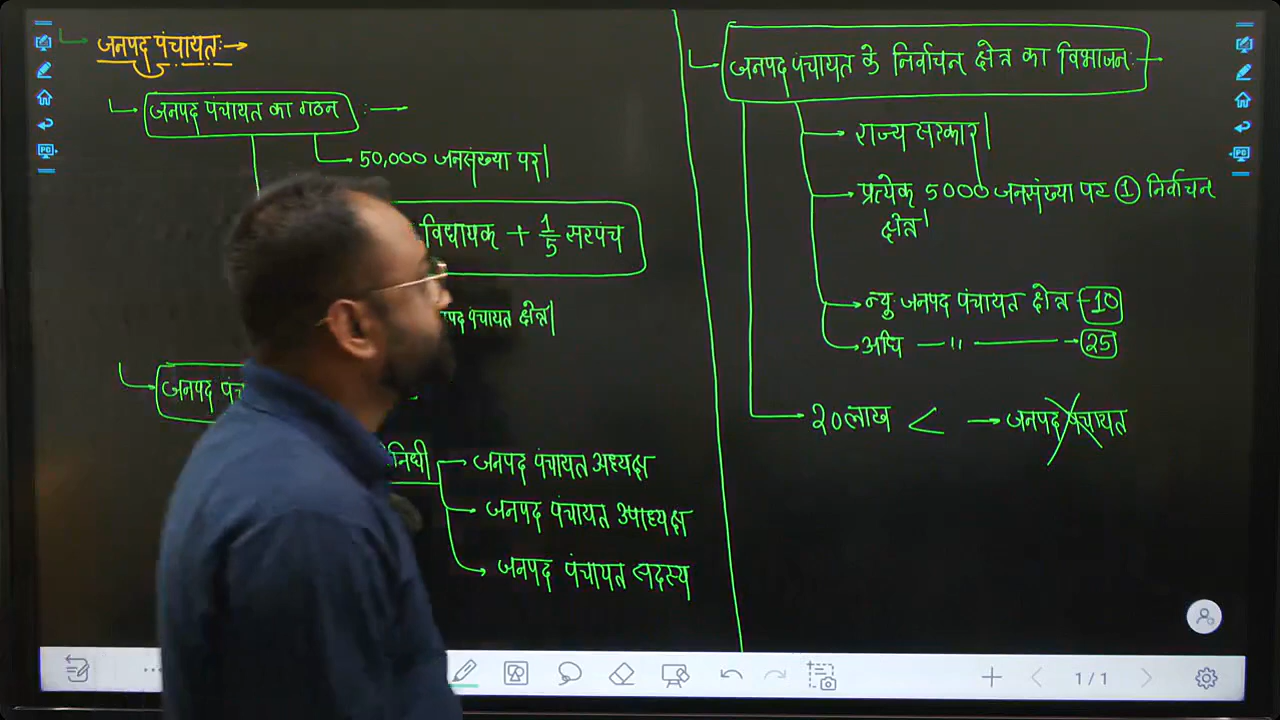 जनपद पंचायतः→
जनपद पंचायत का गठन :—
50,000 जनसंख्या पर|
विधायक + 1/5 सरपंच
पंचायत क्षेत्र|
जनपद
निधी
जनपद पंचायत अध्यक्ष
जनपद पंचायत उपाध्यक्ष
जनपद पंचायत सदस्य
जनपद पंचायत के निर्वाचन क्षेत्र का विभाजनः—
राज्य सरकार|
प्रत्येक 5000 जनसंख्या पर 1 निर्वाचन
क्षेत्र|
न्यूः जनपद पंचायत क्षेत्र - 10
अधि — " — → 25
20 लाख < → जनपद पंचायत
1/1